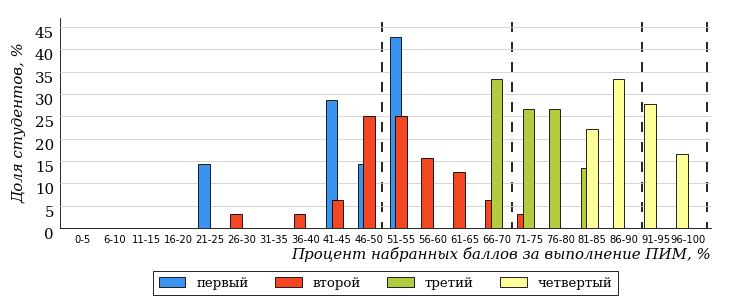 Доля студентов, %
45
40
35
30
25
20
15
10
5
0
0-5 6-10 11-15 16-20 21-25 26-30 31-35 36-40 41-45 46-50 51-55 56-60 61-65 66-70 71-75 76-80 81-85 86-90 91-95 96-100
Процент набранных баллов за выполнение ПИМ, %
первый второй третий четвертый